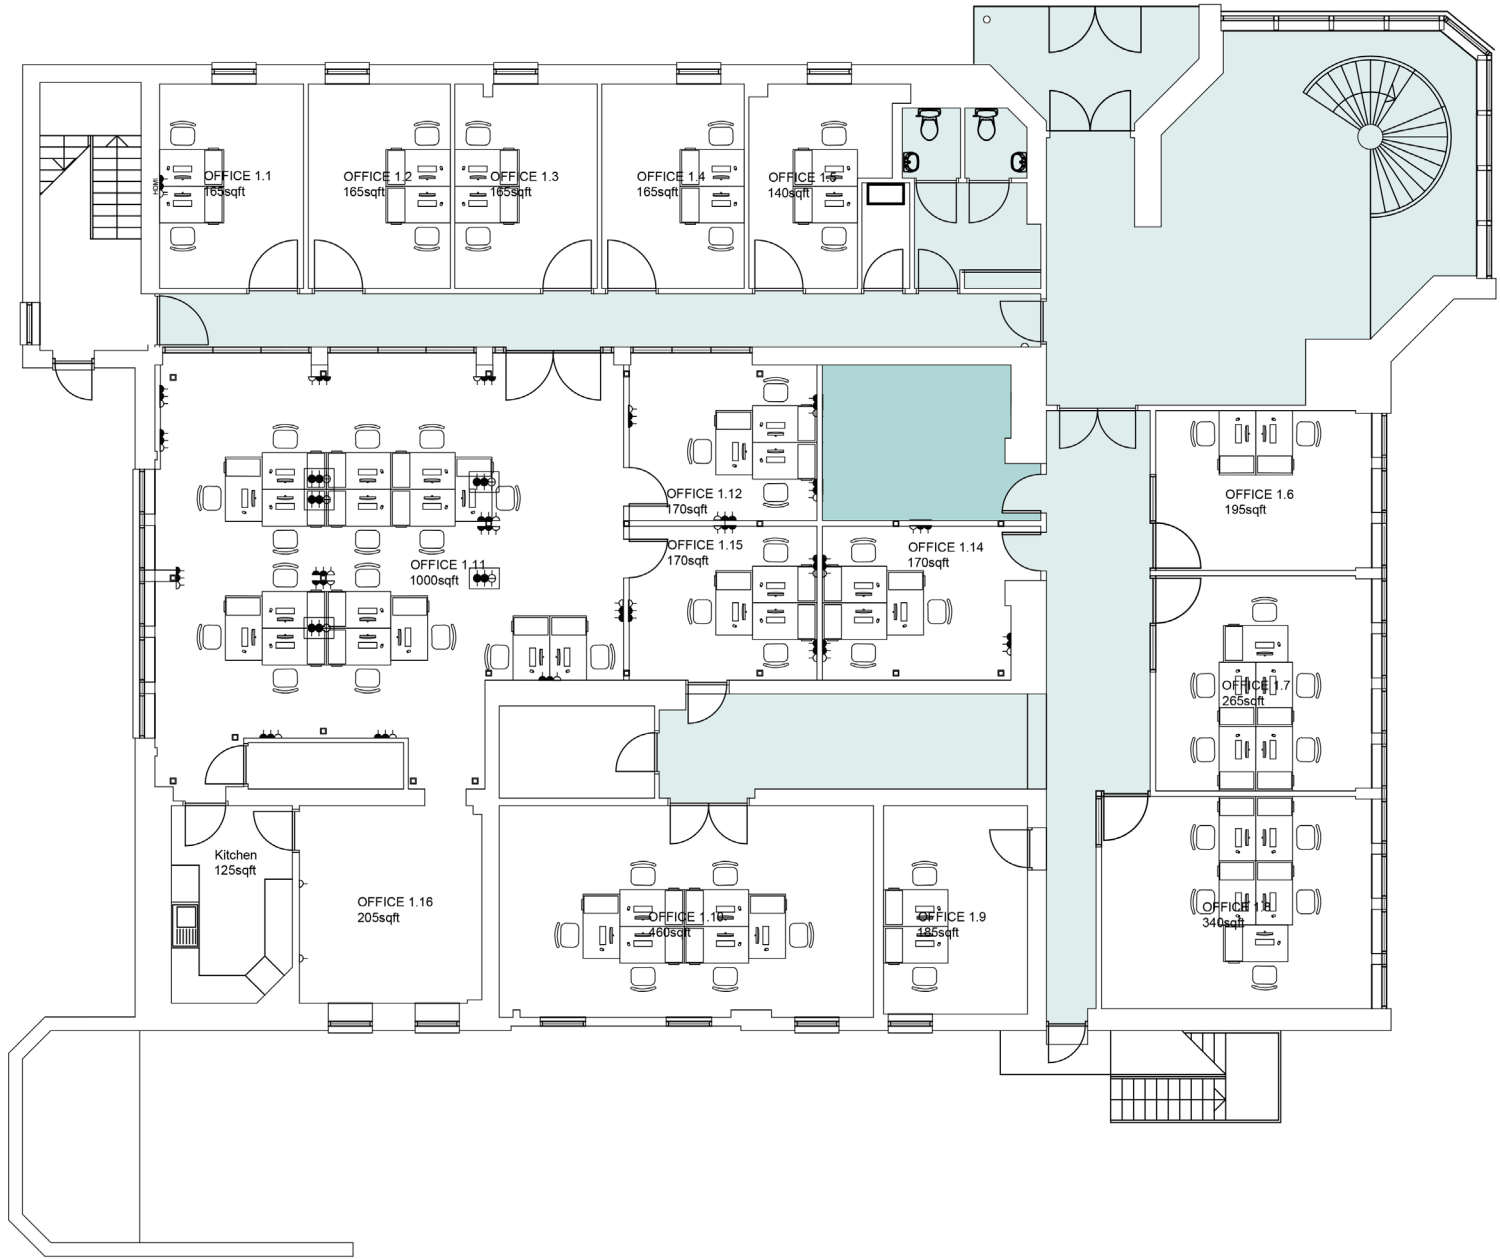 OFFICE 1.1
165sqft
HDMI
OFFICE 1.2
165sqft
OFFICE 1.3
165sqft
OFFICE 1.4
165sqft
OFFICE 1.5
140sqft
OFFICE 1.12
170sqft
OFFICE 1.6
195sqft
OFFICE 1.15
170sqft
OFFICE 1.14
170sqft
OFFICE 1.11
1000sqft
OFFICE 1.7
265sqft
Kitchen
125sqft
OFFICE 1.16
205sqft
OFFICE 1.10
460sqft
OFFICE 1.9
185sqft
OFFICE 1.8
340sqft